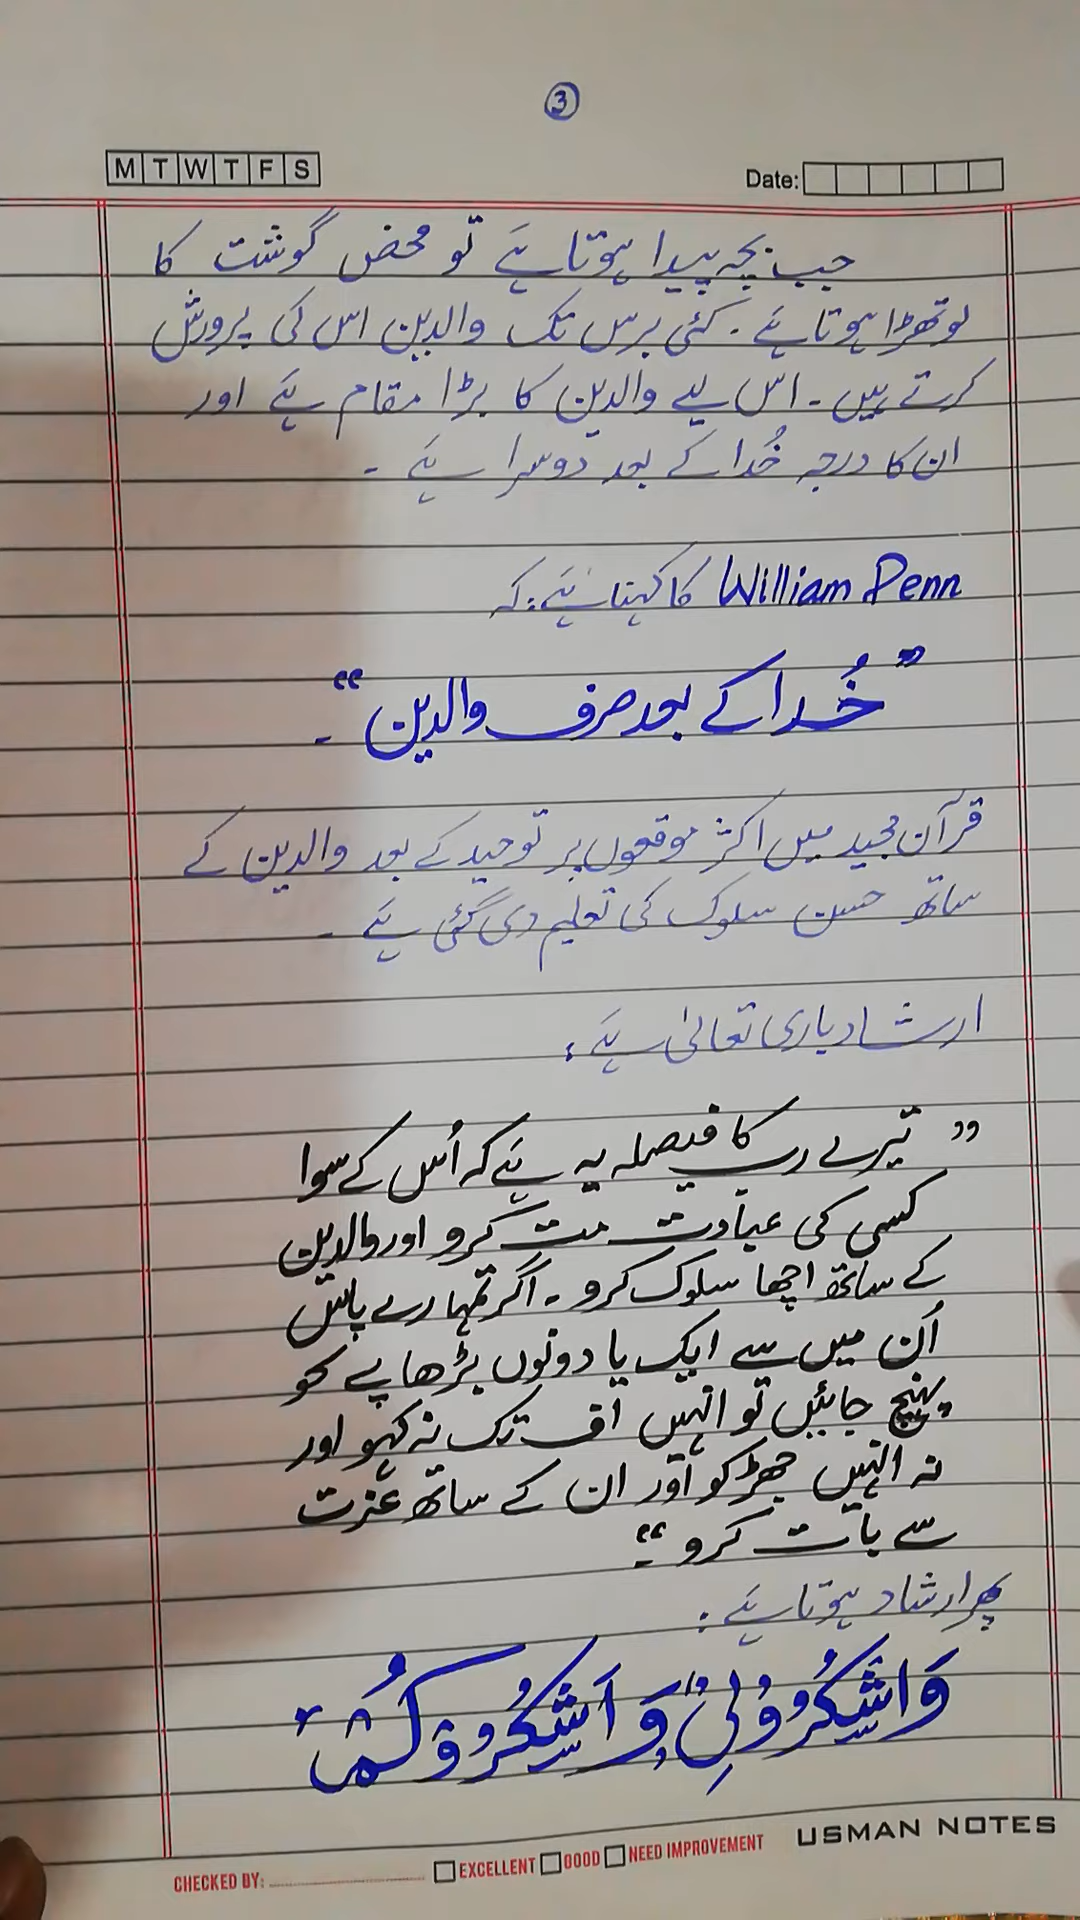 3
M T W T F S
Date:
جب بچہ پیدا ہوتا ہے تو محض گوشت کا
لوتھڑا ہوتا ہے ۔ کئی برس تک والدین اس کی پرورش
کرتے ہیں ۔ اس لیے والدین کا بڑا مقام ہے اور
ان کا درجہ خُدا کے بعد دوسرا ہے ۔
William Penn کا کہنا ہے : کہ
” خُدا کے بعد صرف والدین “ ۔
قرآن مجید میں اکثر موقعوں پر توحید کے بعد والدین کے
ساتھ حسن سلوک کی تعلیم دی گئی ہے ۔
ارشاد باری تعالیٰ ہے :
” تیرے رب کا فیصلہ یہ ہے کہ اُس کے سوا
کسی کی عبادت مت کرو اور والدین
کے ساتھ اچھا سلوک کرو ۔ اگر تمہارے پاس
اُن میں سے ایک یا دونوں بڑھاپے کو
پہنچ جائیں تو انہیں اف تک نہ کہو اور
نہ انہیں جھڑکو اور ان کے ساتھ عزت
سے بات کرو “ ۔
پھر ارشاد ہوتا ہے :
وَاشْكُرُوْلِیْ وَ اَشْكُرُوْكُمْ
USMAN NOTES
CHECKED BY: EXCELLENT GOOD NEED IMPROVEMENT